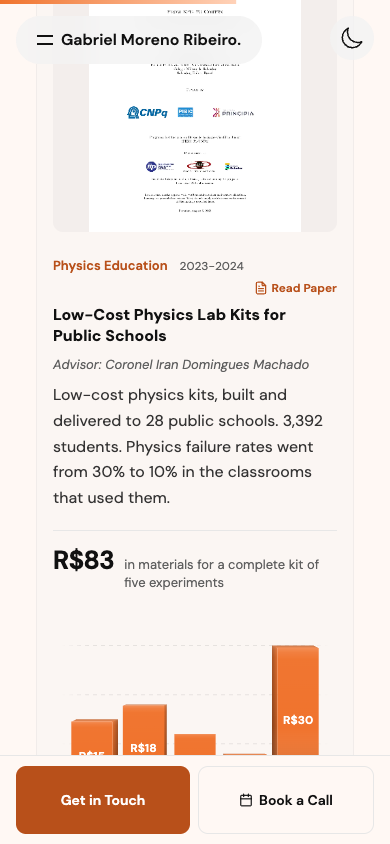 Gabriel Moreno Ribeiro.
CNPq
PRINCIPIA
Physics Education 2023-2024
Read Paper
Low-Cost Physics Lab Kits for
Public Schools
Advisor: Coronel Iran Domingues Machado
Low-cost physics kits, built and
delivered to 28 public schools. 3,392
students. Physics failure rates went
from 30% to 10% in the classrooms
that used them.
R$83 in materials for a complete kit of
five experiments
R$30
R$18
R$15
Get in Touch
Book a Call